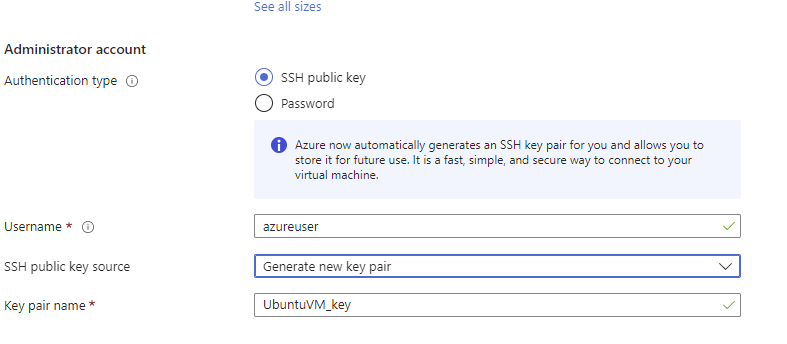 See all sizes
Administrator account
Authentication type
SSH public key
Password
Azure now automatically generates an SSH key pair for you and allows you to
store it for future use. It is a fast, simple, and secure way to connect to your
virtual machine.
Username *
azureuser
SSH public key source
Generate new key pair
Key pair name *
UbuntuVM_key